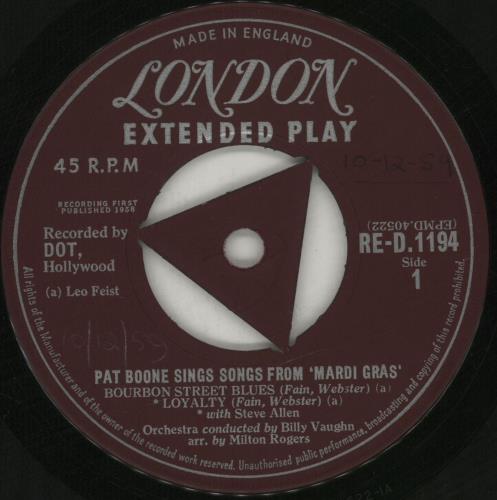 MADE IN ENGLAND
LONDON
EXTENDED PLAY
45 R.P.M
10-12-59
RECORDING FIRST
PUBLISHED 1958
Recorded by
DOT,
Hollywood
(a) Leo Feist
(EPMD.40522)
RE-D.1194
Side
1
10/12/59
PAT BOONE SINGS SONGS FROM 'MARDI GRAS'
BOURBON STREET BLUES (Fain, Webster) (a)
* LOYALTY (Fain, Webster) (a)
* with Steve Allen
Orchestra conducted by Billy Vaughn
arr. by Milton Rogers
All rights of the Manufacturer and of the owner of the recorded work reserved. Unauthorised public performance, broadcasting and copying of this record prohibited.